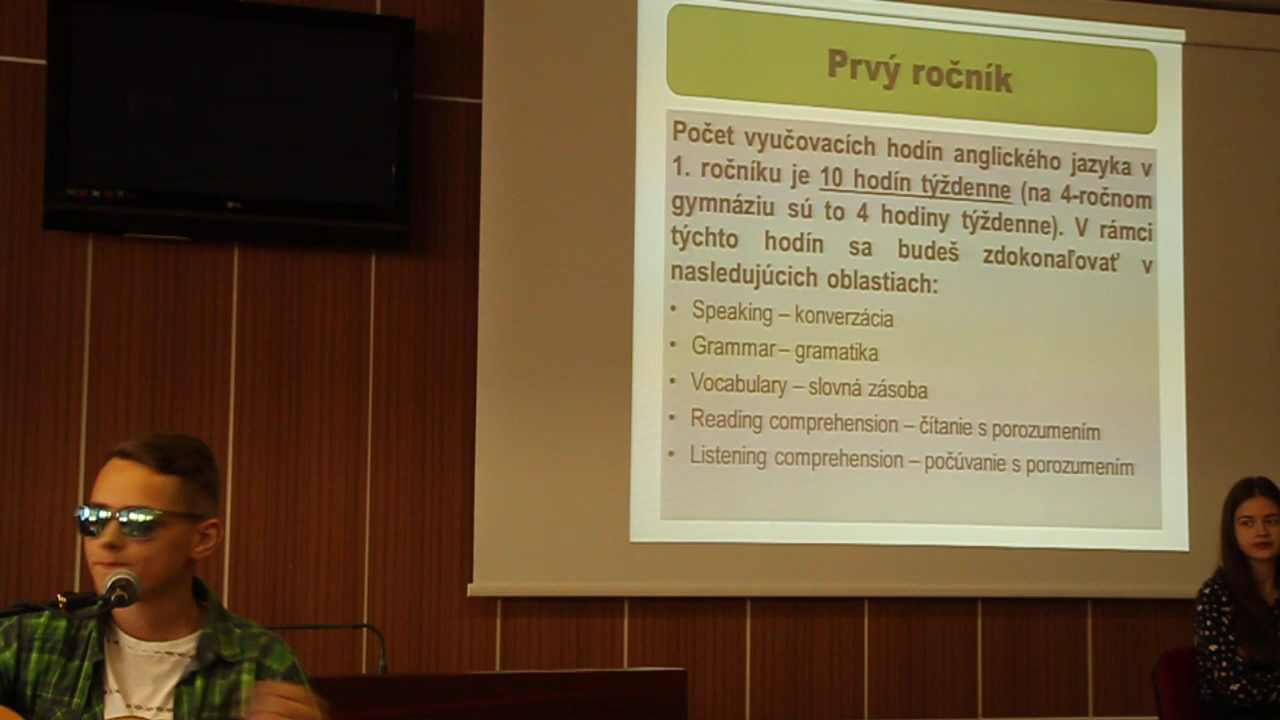 Prvý ročník
Počet vyučovacích hodín anglického jazyka v
1. ročníku je 10 hodín týždenne (na 4-ročnom
gymnáziu sú to 4 hodiny týždenne). V rámci
týchto hodín sa budeš zdokonaľovať v
nasledujúcich oblastiach:
• Speaking – konverzácia
• Grammar – gramatika
• Vocabulary – slovná zásoba
• Reading comprehension – čítanie s porozumením
• Listening comprehension – počúvanie s porozumením